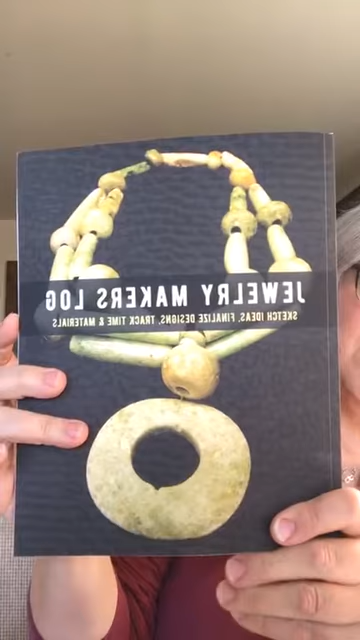 JEWELRY MAKERS LOG
SKETCH IDEAS, FINALIZE DESIGNS, TRACK TIME & MATERIALS